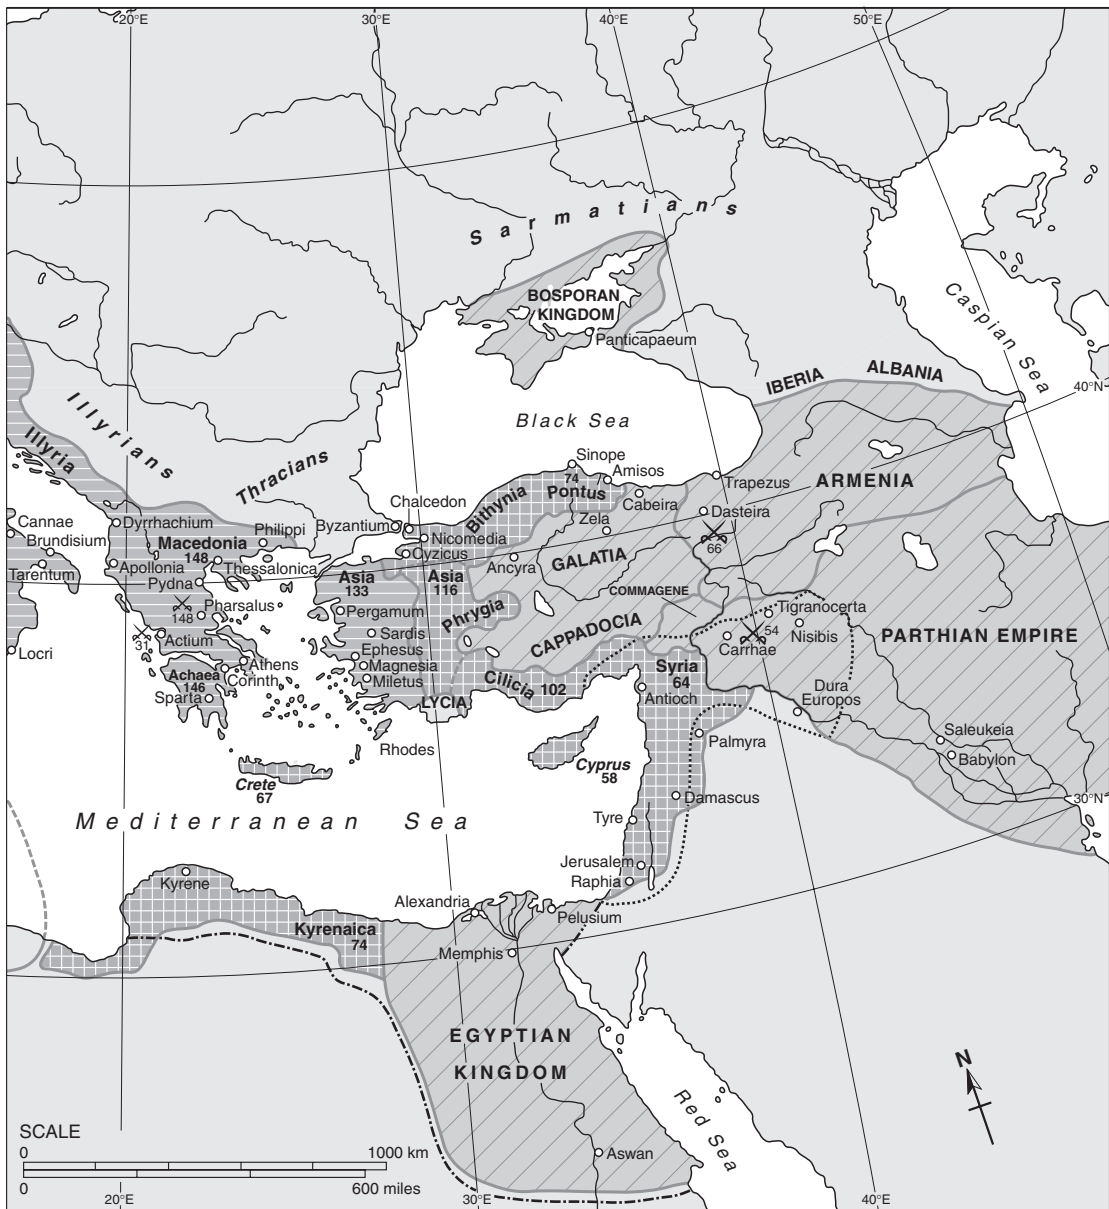 20°E
30°E
40°E
50°E
Sarmatians
BOSPORAN
KINGDOM
Panticapaeum
Caspian Sea
40°N
IBERIA
ALBANIA
Illyrians
Illyria
Black Sea
Thracians
Sinope
74
Amisos
Pontus
Bithynia
Trapezus
ARMENIA
Chalcedon
Cabeira
Cannae
Dyrrhachium
Philippi
Byzantium
Zela
Dasteira
66
Brundisium
Macedonia
148
Nicomedia
Cyzicus
Tarentum
Apollonia
Thessalonica
Asia
133
Asia
116
Ancyra
GALATIA
Pydna
COMMAGENE
148
Pharsalus
Pergamum
Phrygia
Tigranocerta
31
Actium
Sardis
CAPPADOCIA
54
Nisibis
PARTHIAN EMPIRE
Locri
Athens
Ephesus
Carrhae
Achaea
146
Corinth
Magnesia
Syria
64
Sparta
Miletus
Cilicia 102
Antioch
Dura
Europos
LYCIA
Rhodes
Palmyra
Saleukeia
Babylon
Crete
67
Cyprus
58
Damascus
30°N
Mediterranean Sea
Tyre
Jerusalem
Raphia
Kyrene
Alexandria
Pelusium
Kyrenaica
74
Memphis
EGYPTIAN
KINGDOM
N
Red Sea
Aswan
SCALE
0
1000 km
0
600 miles
20°E
30°E
40°E